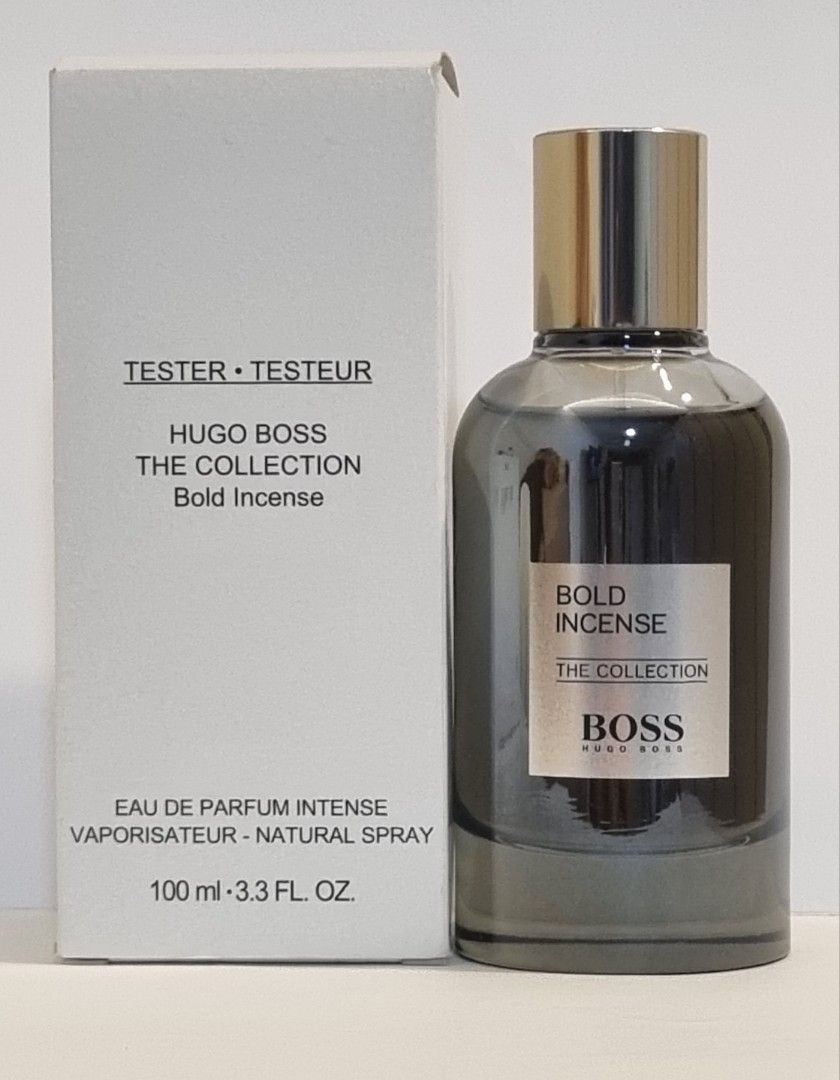 TESTER • TESTEUR
HUGO BOSS
THE COLLECTION
Bold Incense
EAU DE PARFUM INTENSE
VAPORISATEUR - NATURAL SPRAY
100 ml • 3.3 FL. OZ.
BOLD
INCENSE
THE COLLECTION
BOSS
HUGO BOSS